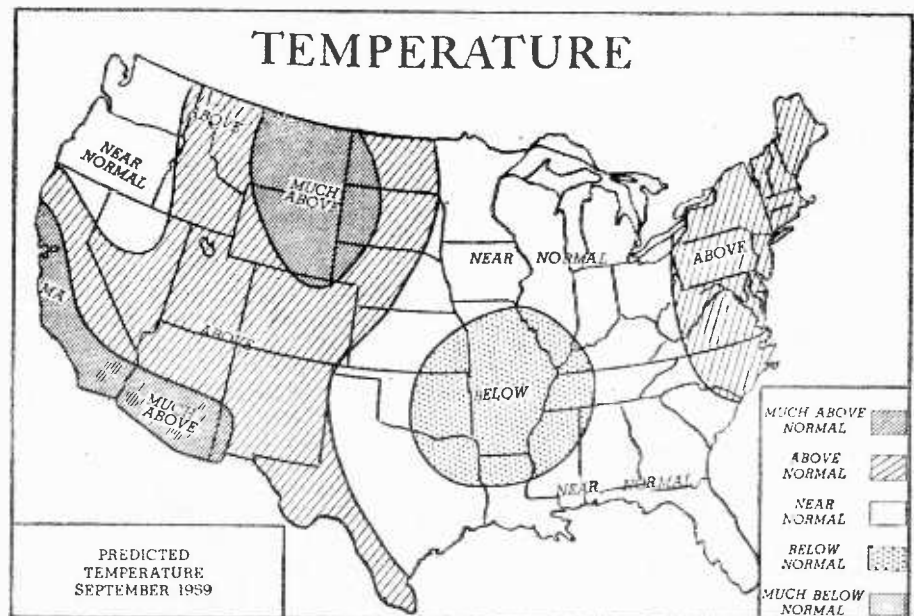 TEMPERATURE
ABOVE
NEAR
NORMAL
MUCH
ABOVE
NEAR NORMAL
ABOVE
MA
ABOVE
MUCH
ABOVE
BELOW
NEAR NORMAL
MUCH ABOVE
NORMAL
ABOVE
NORMAL
NEAR
NORMAL
BELOW
NORMAL
MUCH BELOW
NORMAL
PREDICTED
TEMPERATURE
SEPTEMBER 1959